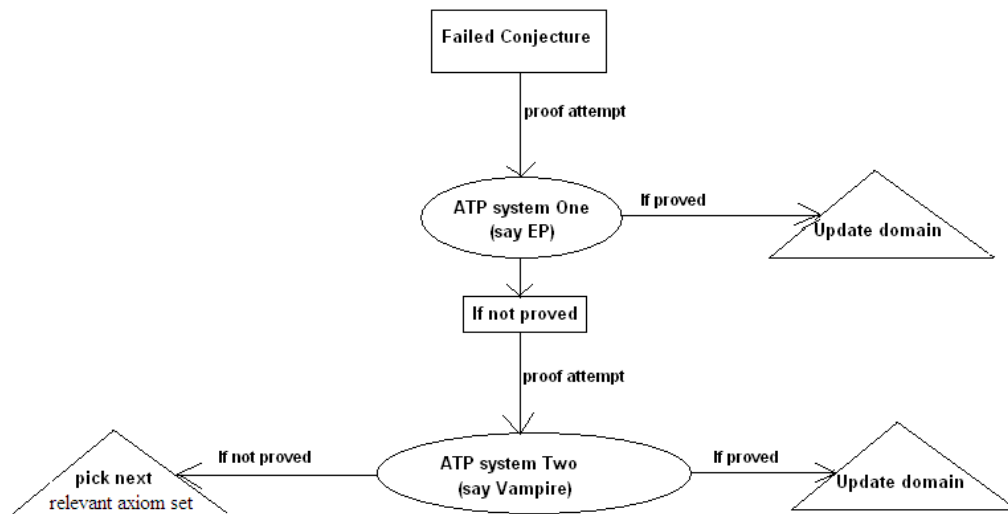 Failed Conjecture
proof attempt
ATP system One
(say EP)
If proved
Update domain
If not proved
proof attempt
ATP system Two
(say Vampire)
If not proved
pick next
relevant axiom set
If proved
Update domain